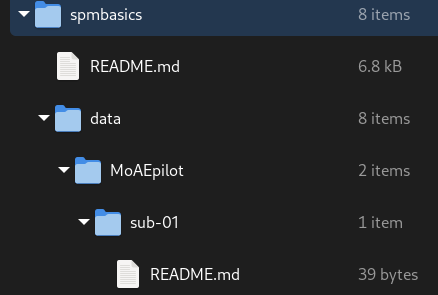 spmbasics 8 items
README.md 6.8 kB
data 8 items
MoAEpilot 2 items
sub-01 1 item
README.md 39 bytes